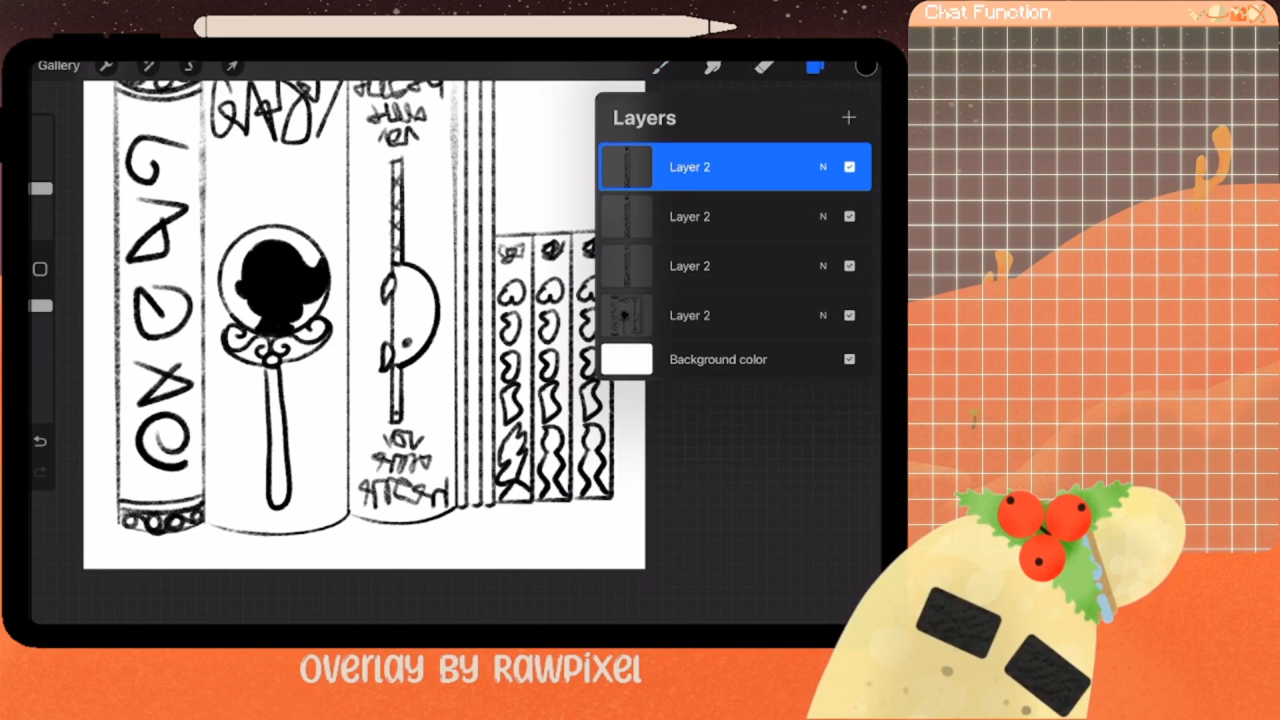 Chat Function
Gallery
Layers
Layer 2
N
Layer 2
N
Layer 2
N
Layer 2
N
Background color
OVERLAY BY RAWPIXEL